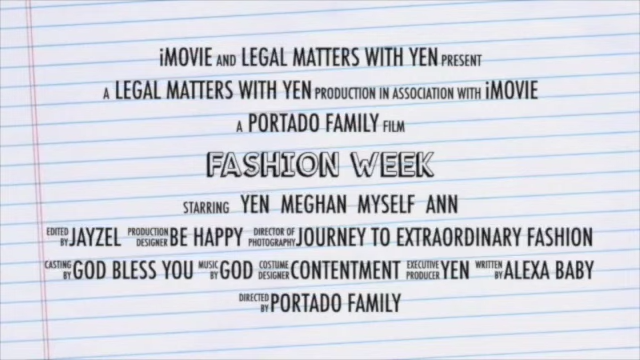 iMOVIE AND LEGAL MATTERS WITH YEN PRESENT
A LEGAL MATTERS WITH YEN PRODUCTION IN ASSOCIATION WITH iMOVIE
A PORTADO FAMILY FILM
FASHION WEEK
STARRING YEN MEGHAN MYSELF ANN
EDITED BY JAYZEL PRODUCTION DESIGNER BE HAPPY DIRECTOR OF PHOTOGRAPHY JOURNEY TO EXTRAORDINARY FASHION
CASTING BY GOD BLESS YOU MUSIC BY GOD COSTUME DESIGNER CONTENTMENT EXECUTIVE PRODUCER YEN WRITTEN BY ALEXA BABY
DIRECTED BY PORTADO FAMILY